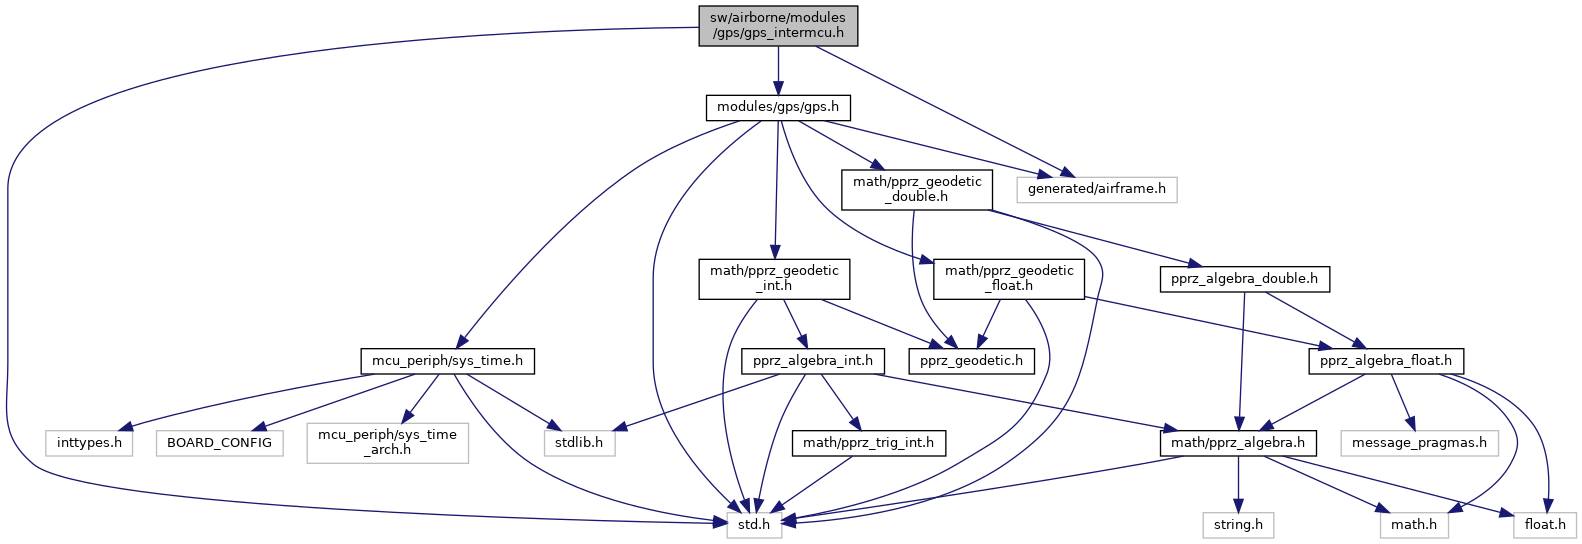 sw/airborne/modules
/gps/gps_intermcu.h
modules/gps/gps.h
math/pprz_geodetic
_double.h
generated/airframe.h
math/pprz_geodetic
_int.h
math/pprz_geodetic
_float.h
pprz_algebra_double.h
mcu_periph/sys_time.h
pprz_algebra_int.h
pprz_geodetic.h
pprz_algebra_float.h
inttypes.h
BOARD_CONFIG
mcu_periph/sys_time
_arch.h
stdlib.h
math/pprz_trig_int.h
math/pprz_algebra.h
message_pragmas.h
std.h
string.h
math.h
float.h